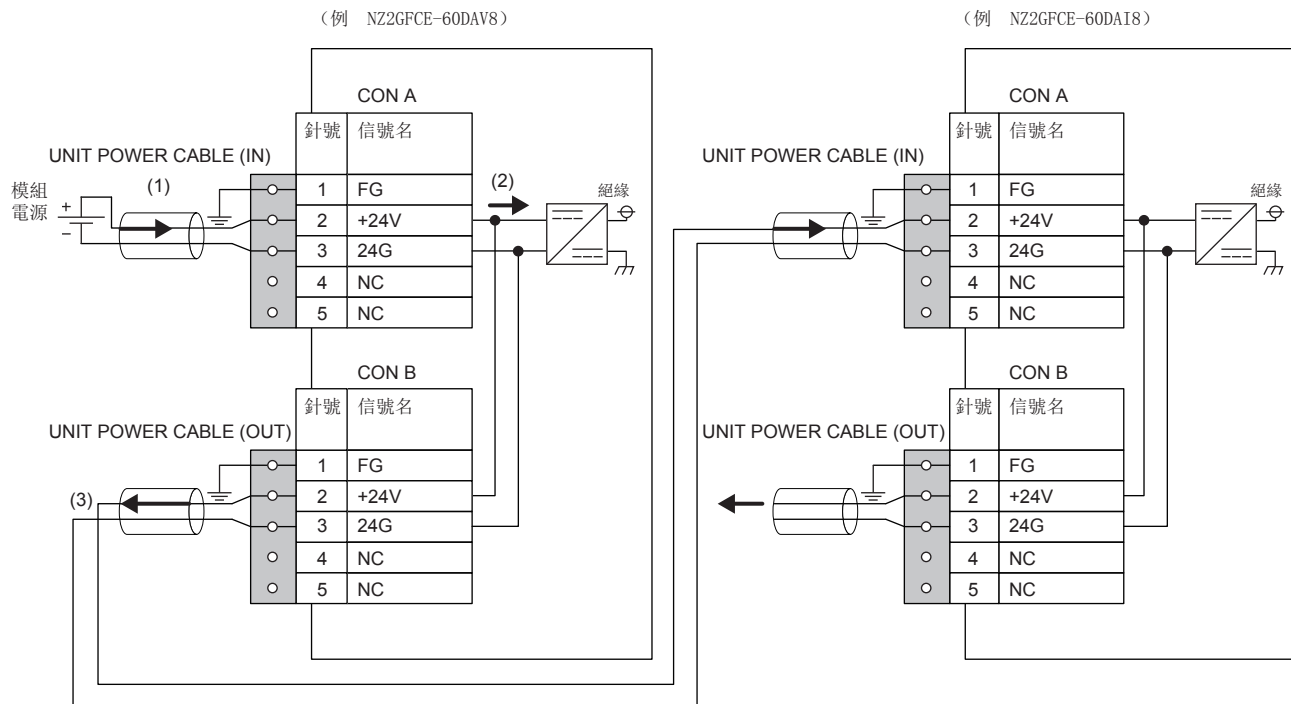 （例 NZ2GFCE-60DAV8）
CON A
針號 信號名
UNIT POWER CABLE (IN)
模組
電源
+
−
(1)
(2)
絕緣
1 FG
2 +24V
3 24G
4 NC
5 NC
CON B
針號 信號名
UNIT POWER CABLE (OUT)
(3)
1 FG
2 +24V
3 24G
4 NC
5 NC
（例 NZ2GFCE-60DAI8）
CON A
針號 信號名
UNIT POWER CABLE (IN)
絕緣
1 FG
2 +24V
3 24G
4 NC
5 NC
CON B
針號 信號名
UNIT POWER CABLE (OUT)
1 FG
2 +24V
3 24G
4 NC
5 NC